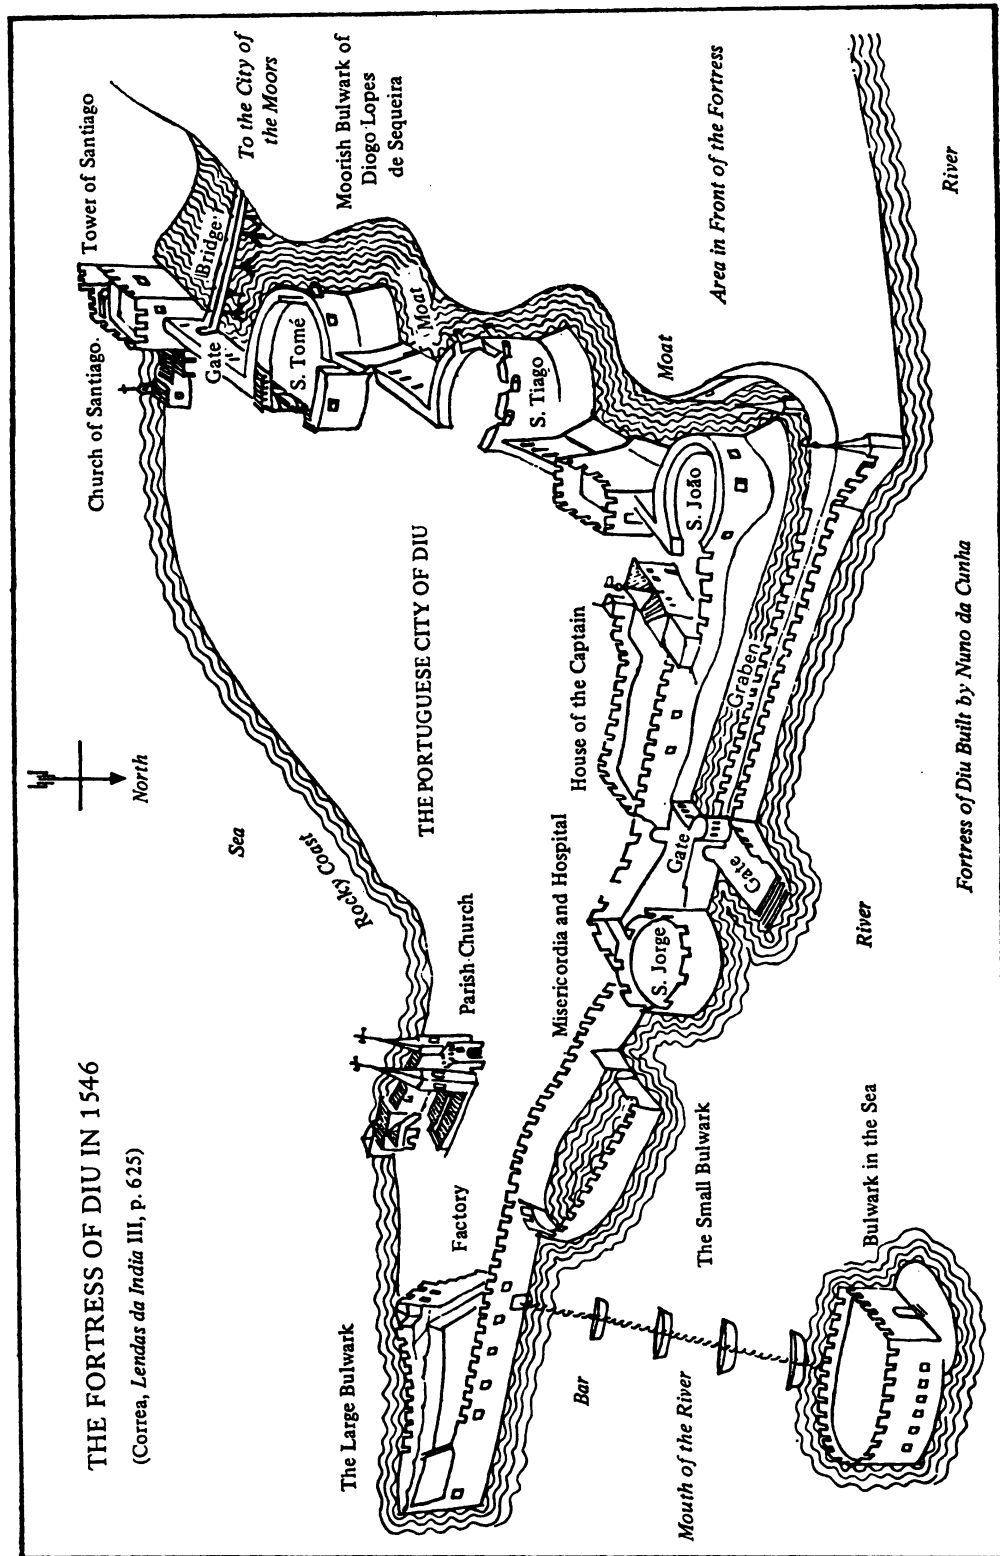 THE FORTRESS OF DIU IN 1546
(Correa, Lendas da India III, p. 625)
North
Sea
Rocky Coast
Church of Santiago.
Tower of Santiago
Gate
Bridge
To the City of
the Moors
S. Tomé
Moorish Bulwark of
Diogo Lopes
de Sequeira
Moat
The Large Bulwark
Factory
Parish Church
THE PORTUGUESE CITY OF DIU
S. Tiago
Misericordia and Hospital
House of the Captain
S. João
Moat
Area in Front of the Fortress
S. Jorge
Gate
Gate
Graben
Bar
The Small Bulwark
Mouth of the River
Bulwark in the Sea
River
River
Fortress of Diu Built by Nuno da Cunha